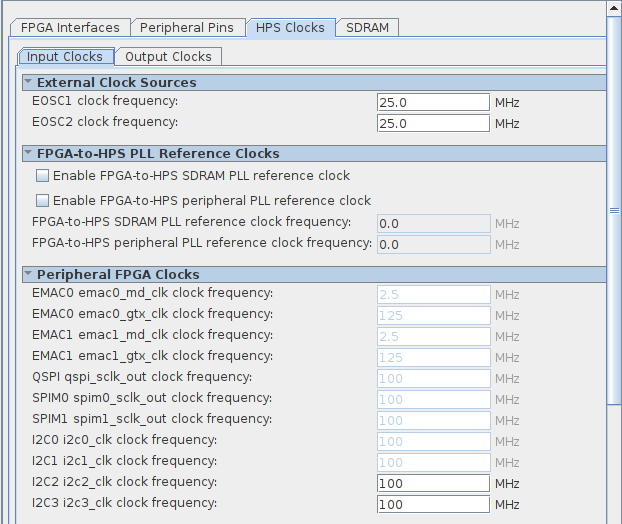 FPGA Interfaces Peripheral Pins HPS Clocks SDRAM
Input Clocks Output Clocks
External Clock Sources
EOSC1 clock frequency: 25.0 MHz
EOSC2 clock frequency: 25.0 MHz
FPGA-to-HPS PLL Reference Clocks
Enable FPGA-to-HPS SDRAM PLL reference clock
Enable FPGA-to-HPS peripheral PLL reference clock
FPGA-to-HPS SDRAM PLL reference clock frequency: 0.0 MHz
FPGA-to-HPS peripheral PLL reference clock frequency: 0.0 MHz
Peripheral FPGA Clocks
EMAC0 emac0_md_clk clock frequency: 2.5 MHz
EMAC0 emac0_gtx_clk clock frequency: 125 MHz
EMAC1 emac1_md_clk clock frequency: 2.5 MHz
EMAC1 emac1_gtx_clk clock frequency: 125 MHz
QSPI qspi_sclk_out clock frequency: 100 MHz
SPIM0 spim0_sclk_out clock frequency: 100 MHz
SPIM1 spim1_sclk_out clock frequency: 100 MHz
I2C0 i2c0_clk clock frequency: 100 MHz
I2C1 i2c1_clk clock frequency: 100 MHz
I2C2 i2c2_clk clock frequency: 100 MHz
I2C3 i2c3_clk clock frequency: 100 MHz